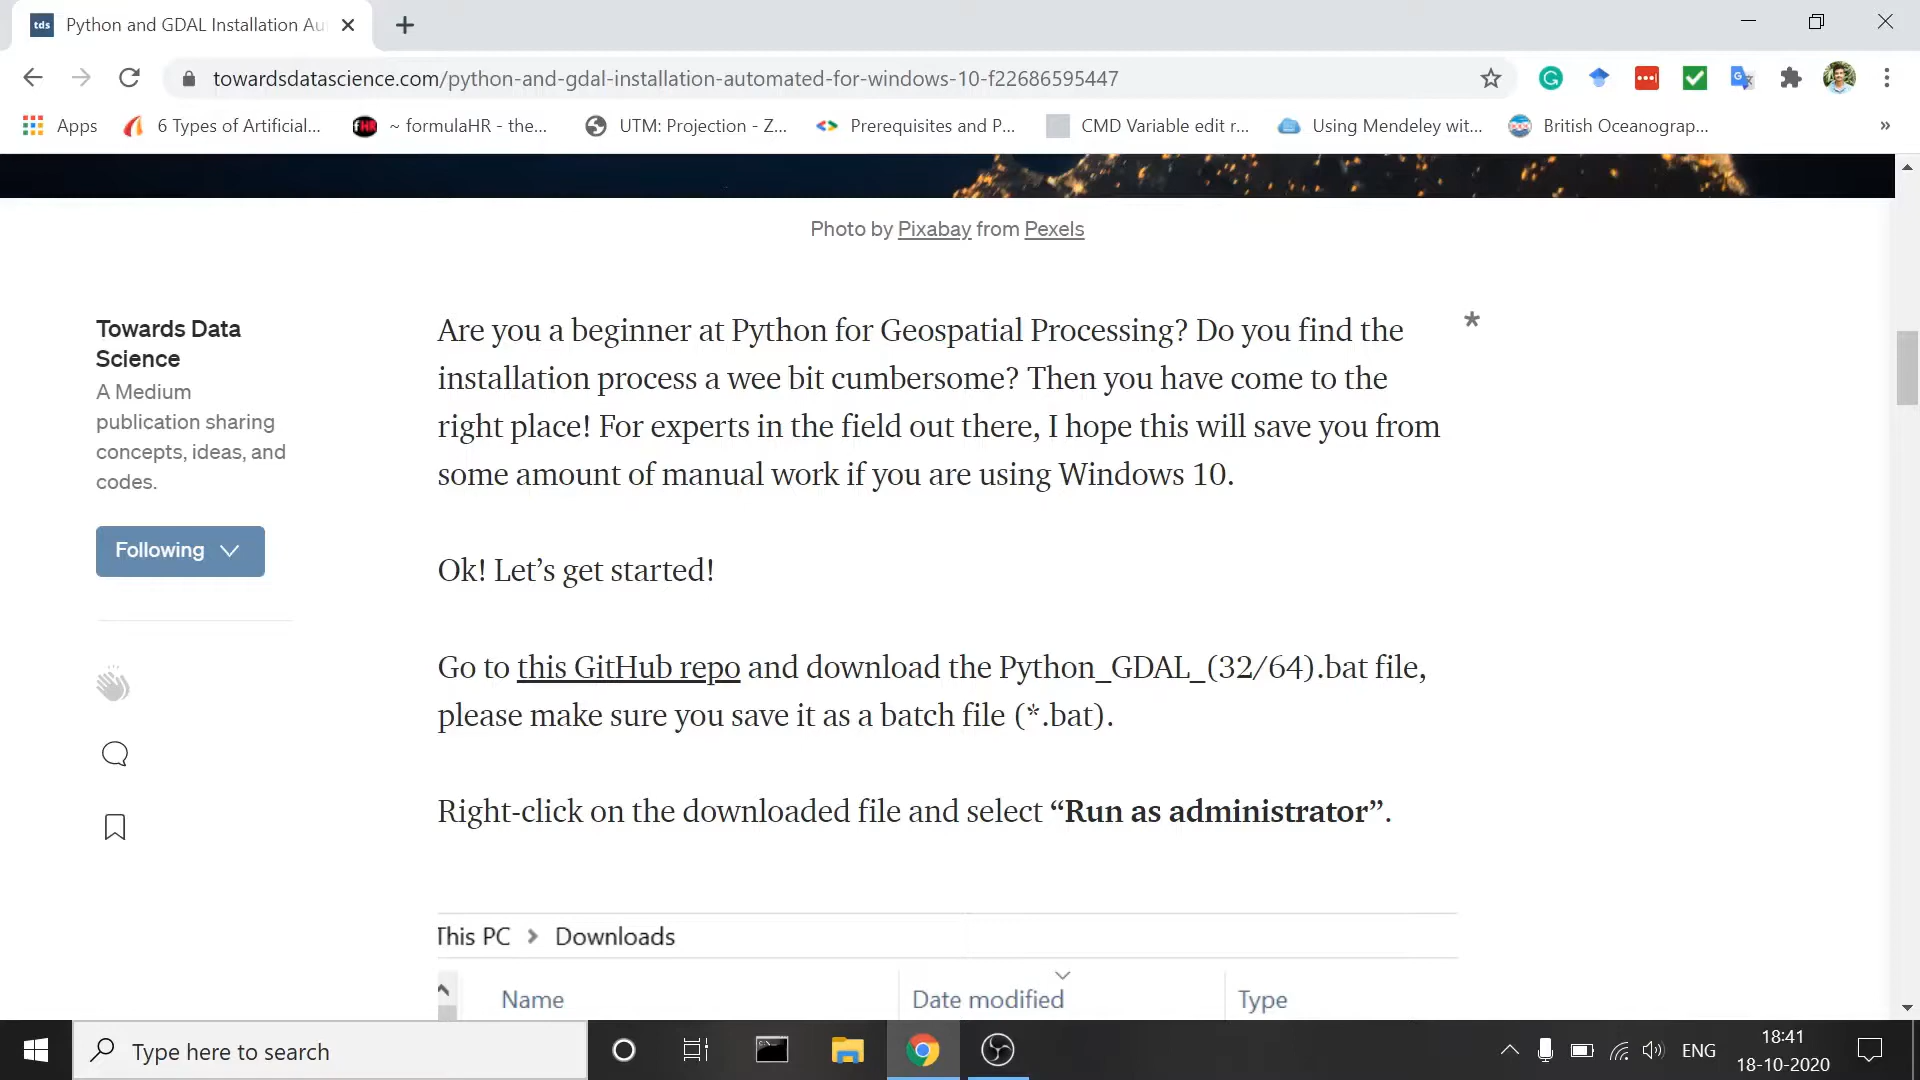 tds Python and GDAL Installation Au
towardsdatascience.com/python-and-gdal-installation-automated-for-windows-10-f22686595447
Apps 6 Types of Artificial... fHR ~ formulaHR - the... UTM: Projection - Z... Prerequisites and P... CMD Variable edit r... Using Mendeley wit... British Oceanograp... »
Photo by Pixabay from Pexels
Towards Data
Science
A Medium
publication sharing
concepts, ideas, and
codes.
Following
Are you a beginner at Python for Geospatial Processing? Do you find the
installation process a wee bit cumbersome? Then you have come to the
right place! For experts in the field out there, I hope this will save you from
some amount of manual work if you are using Windows 10.
*
Ok! Let’s get started!
Go to this GitHub repo and download the Python_GDAL_(32/64).bat file,
please make sure you save it as a batch file (*.bat).
Right-click on the downloaded file and select “Run as administrator”.
This PC > Downloads
Name Date modified Type
Type here to search
ENG
18:41
18-10-2020